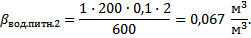 β_вод.питн.2 = (1 · 200 · 0,1 · 2) / 600 = 0,067 м³/м³.